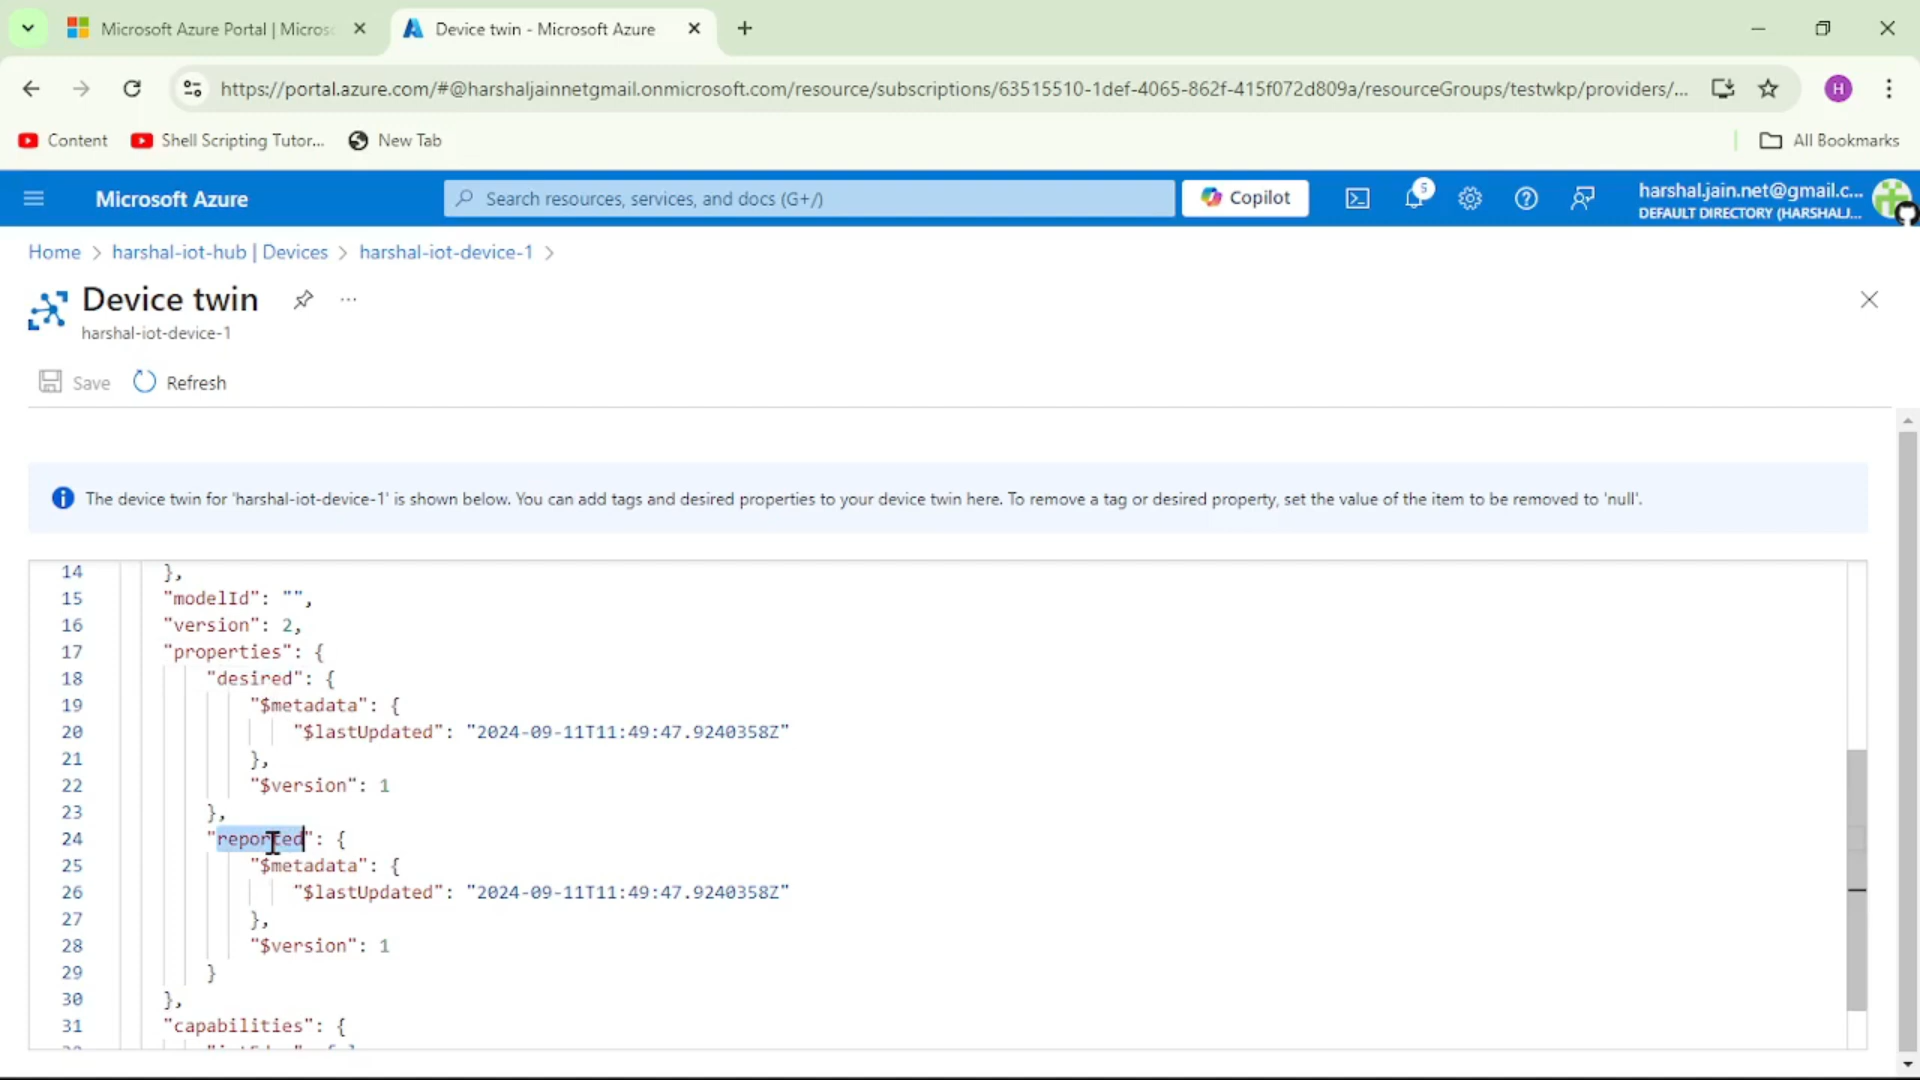 Microsoft Azure Portal | Micros
Device twin - Microsoft Azure
https://portal.azure.com/#@harshaljainnetgmail.onmicrosoft.com/resource/subscriptions/63515510-1def-4065-862f-415f072d809a/resourceGroups/testwkp/providers/...
H
Content
Shell Scripting Tutor...
New Tab
All Bookmarks
Microsoft Azure
Search resources, services, and docs (G+/)
Copilot
5
harshal.jain.net@gmail.c...
DEFAULT DIRECTORY (HARSHALJ...
Home > harshal-iot-hub | Devices > harshal-iot-device-1 >
Device twin
harshal-iot-device-1
Save
Refresh
The device twin for 'harshal-iot-device-1' is shown below. You can add tags and desired properties to your device twin here. To remove a tag or desired property, set the value of the item to be removed to 'null'.
14 },
15 "modelId": "",
16 "version": 2,
17 "properties": {
18 "desired": {
19 "$metadata": {
20 "$lastUpdated": "2024-09-11T11:49:47.9240358Z"
21 },
22 "$version": 1
23 },
24 "reported": {
25 "$metadata": {
26 "$lastUpdated": "2024-09-11T11:49:47.9240358Z"
27 },
28 "$version": 1
29 }
30 },
31 "capabilities": {